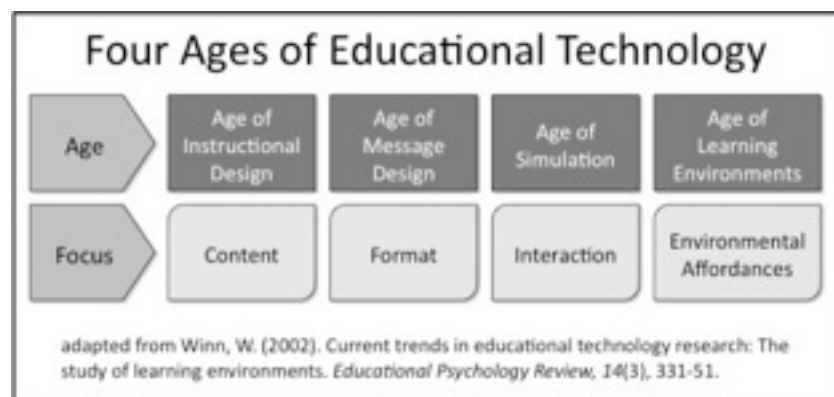 Four Ages of Educational Technology
Age
Age of
Instructional
Design
Age of
Message
Design
Age of
Simulation
Age of
Learning
Environments
Focus
Content
Format
Interaction
Environmental
Affordances
adapted from Winn, W. (2002). Current trends in educational technology research: The
study of learning environments. Educational Psychology Review, 14(3), 331-51.